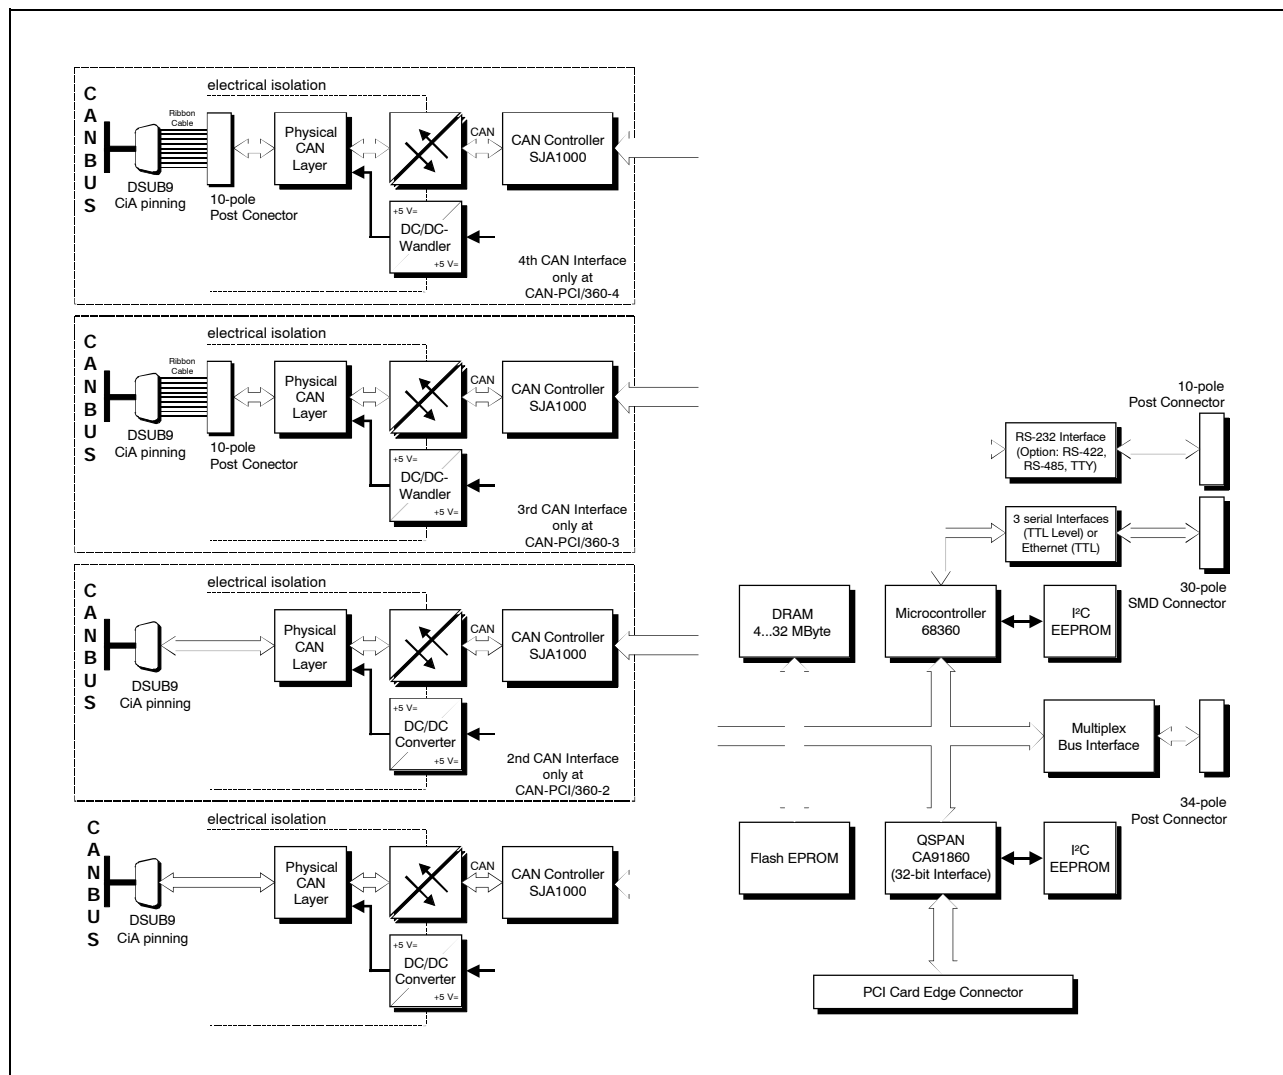 electrical isolation
C
A
N
B
U
S
Ribbon
Cable
DSUB9
CiA pinning
10-pole
Post Conector
Physical
CAN
Layer
CAN
CAN Controller
SJA1000
+5 V=
DC/DC-
Wandler
+5 V=
4th CAN Interface
only at
CAN-PCI/360-4
electrical isolation
C
A
N
B
U
S
Ribbon
Cable
DSUB9
CiA pinning
10-pole
Post Conector
Physical
CAN
Layer
CAN
CAN Controller
SJA1000
+5 V=
DC/DC-
Wandler
+5 V=
3rd CAN Interface
only at
CAN-PCI/360-3
electrical isolation
C
A
N
B
U
S
DSUB9
CiA pinning
Physical
CAN
Layer
CAN
CAN Controller
SJA1000
+5 V=
DC/DC
Converter
+5 V=
2nd CAN Interface
only at
CAN-PCI/360-2
electrical isolation
C
A
N
B
U
S
DSUB9
CiA pinning
Physical
CAN
Layer
CAN
CAN Controller
SJA1000
+5 V=
DC/DC
Converter
+5 V=
10-pole
Post Connector
RS-232 Interface
(Option: RS-422,
RS-485, TTY)
3 serial Interfaces
(TTL Level) or
Ethernet (TTL)
30-pole
SMD Connector
DRAM
4...32 MByte
Microcontroller
68360
I²C
EEPROM
Multiplex
Bus Interface
34-pole
Post Connector
Flash EPROM
QSPAN
CA91860
(32-bit Interface)
I²C
EEPROM
PCI Card Edge Connector